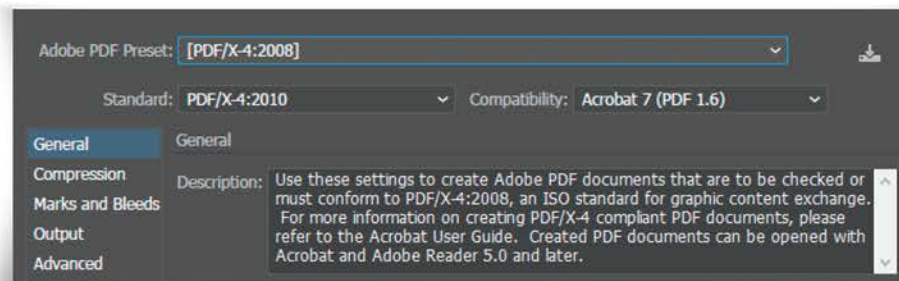 Adobe PDF Preset: [PDF/X-4:2008]
Standard: PDF/X-4:2010 Compatibility: Acrobat 7 (PDF 1.6)
General
Compression
Marks and Bleeds
Output
Advanced
General
Description: Use these settings to create Adobe PDF documents that are to be checked or
must conform to PDF/X-4:2008, an ISO standard for graphic content exchange.
For more information on creating PDF/X-4 compliant PDF documents, please
refer to the Acrobat User Guide.  Created PDF documents can be opened with
Acrobat and Adobe Reader 5.0 and later.